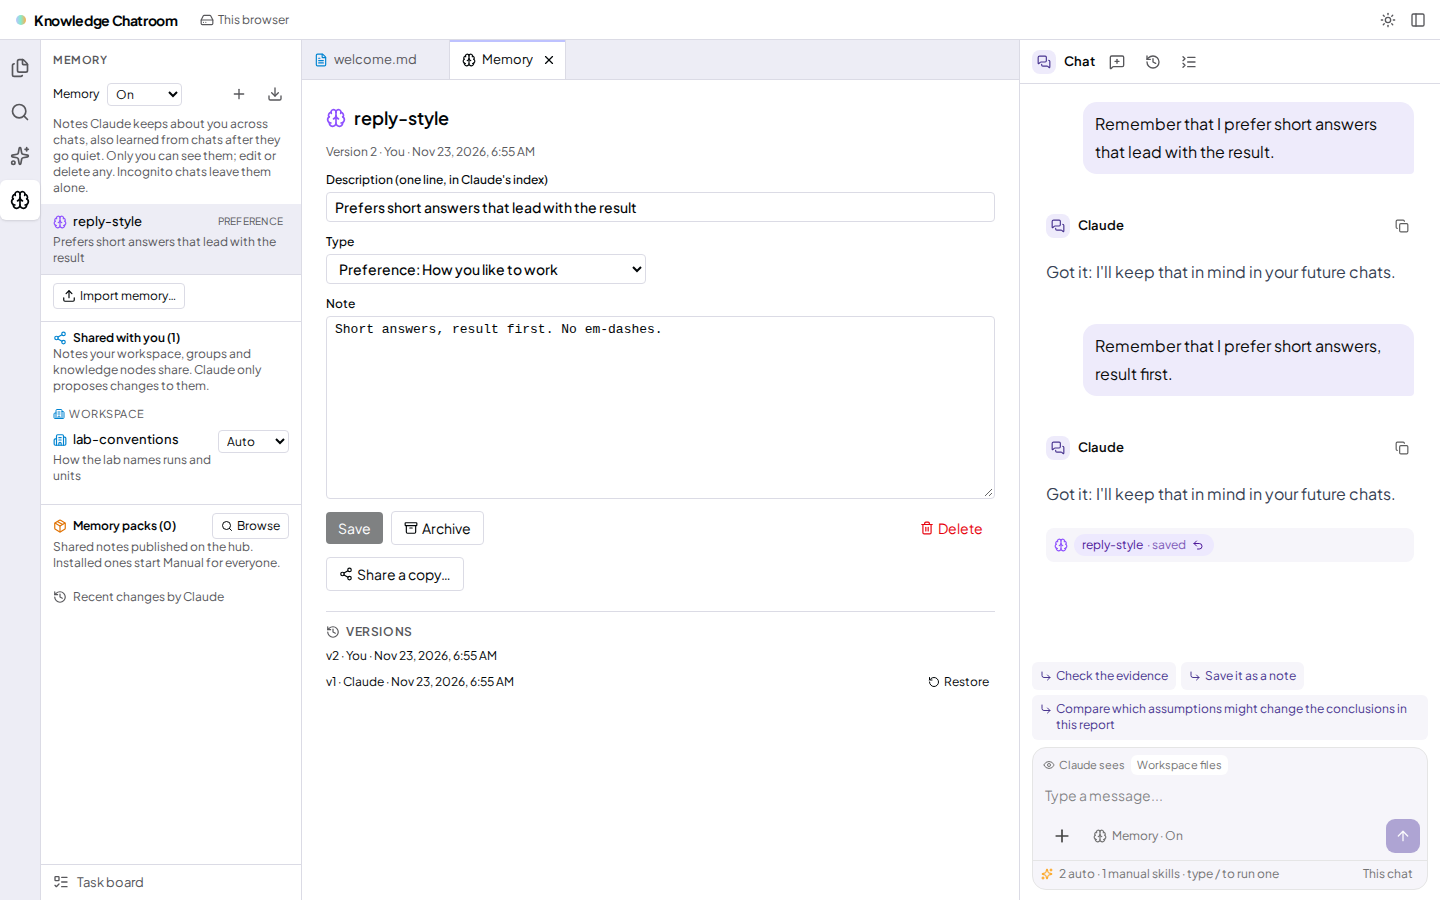 Knowledge Chatroom
This browser
MEMORY
Memory
On
Notes Claude keeps about you across
chats, also learned from chats after they
go quiet. Only you can see them; edit or
delete any. Incognito chats leave them
alone.
reply-style
PREFERENCE
Prefers short answers that lead with the
result
Import memory…
Shared with you (1)
Notes your workspace, groups and
knowledge nodes share. Claude only
proposes changes to them.
WORKSPACE
lab-conventions
Auto
How the lab names runs and
units
Memory packs (0)
Browse
Shared notes published on the hub.
Installed ones start Manual for everyone.
Recent changes by Claude
Task board
welcome.md
Memory
reply-style
Version 2 · You · Nov 23, 2026, 6:55 AM
Description (one line, in Claude's index)
Prefers short answers that lead with the result
Type
Preference: How you like to work
Note
Short answers, result first. No em-dashes.
Save
Archive
Delete
Share a copy…
VERSIONS
v2 · You · Nov 23, 2026, 6:55 AM
v1 · Claude · Nov 23, 2026, 6:55 AM
Restore
Chat
Remember that I prefer short answers
that lead with the result.
Claude
Got it: I'll keep that in mind in your future chats.
Remember that I prefer short answers,
result first.
Claude
Got it: I'll keep that in mind in your future chats.
reply-style · saved
Check the evidence
Save it as a note
Compare which assumptions might change the conclusions in
this report
Claude sees
Workspace files
Type a message...
Memory · On
2 auto · 1 manual skills · type / to run one
This chat